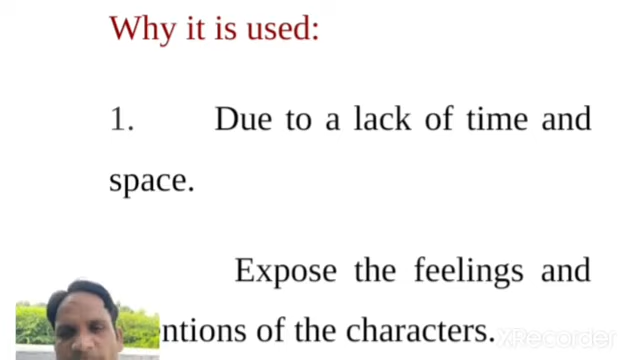 Why it is used:
1. Due to a lack of time and
space.
Expose the feelings and
ntions of the characters.
XRecorder